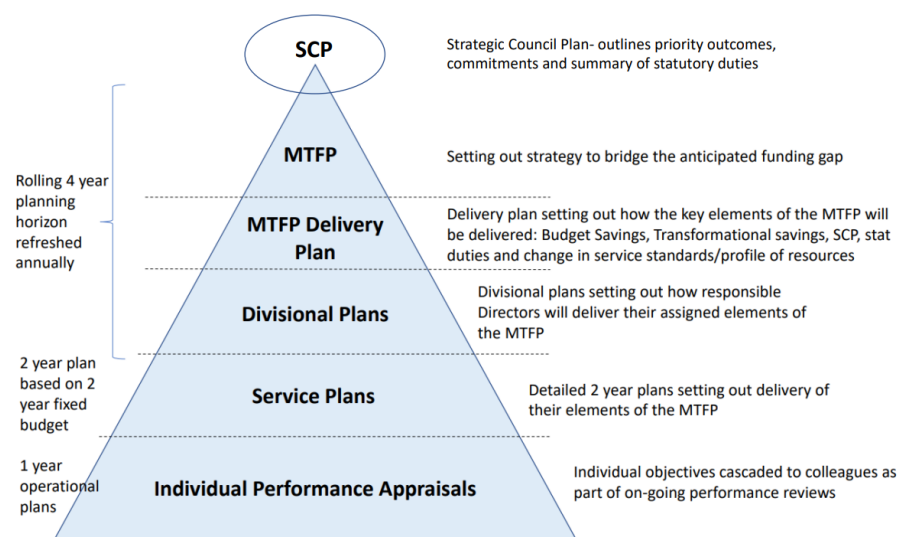 SCP
Strategic Council Plan- outlines priority outcomes,
commitments and summary of statutory duties
MTFP
Setting out strategy to bridge the anticipated funding gap
Rolling 4 year
planning
horizon
refreshed
annually
MTFP Delivery
Plan
Delivery plan setting out how the key elements of the MTFP will
be delivered: Budget Savings, Transformational savings, SCP, stat
duties and change in service standards/profile of resources
Divisional Plans
Divisional plans setting out how responsible
Directors will deliver their assigned elements of
the MTFP
2 year plan
based on 2
year fixed
budget
Service Plans
Detailed 2 year plans setting out delivery of
their elements of the MTFP
1 year
operational
plans
Individual Performance Appraisals
Individual objectives cascaded to colleagues as
part of on-going performance reviews